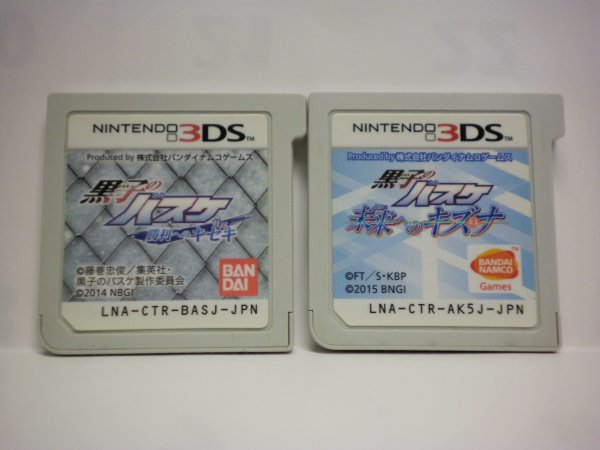 NINTENDO 3DS™
Produced by 株式会社バンダイナムコゲームス
黒子の
バスケ
勝利へのキセキ
©藤巻忠俊／集英社・
黒子のバスケ製作委員会
©2014 NBGI
BAN
DAI
LNA-CTR-BASJ-JPN
NINTENDO 3DS™
Produced by 株式会社バンダイナムコゲームス
黒子の
バスケ
未来へのキズナ
©FT／S・KBP
©2015 BNGI
BANDAI
NAMCO
Games
LNA-CTR-AK5J-JPN